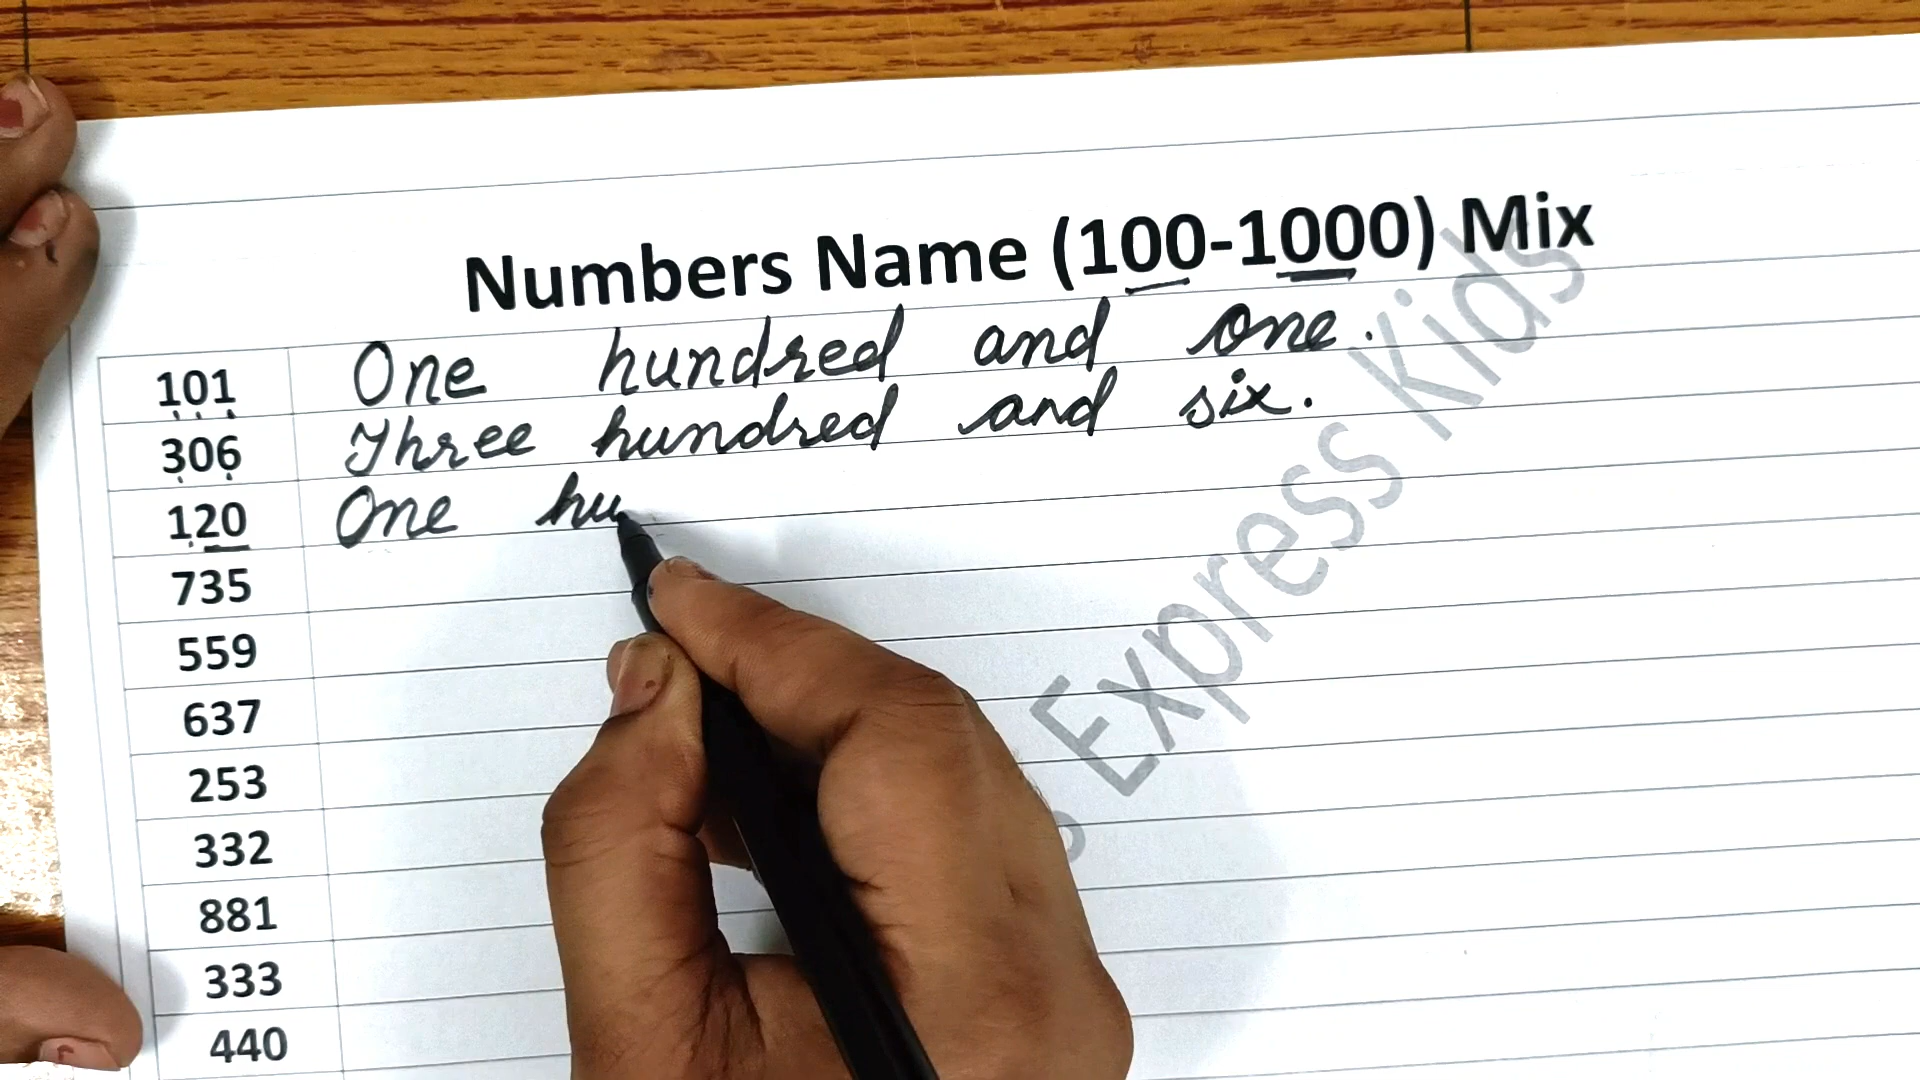 Numbers Name (100-1000) Mix
101 One hundred and one.
306 Three hundred and six.
120 One hu
735
559
637
253
332
881
333
440
Express Kids